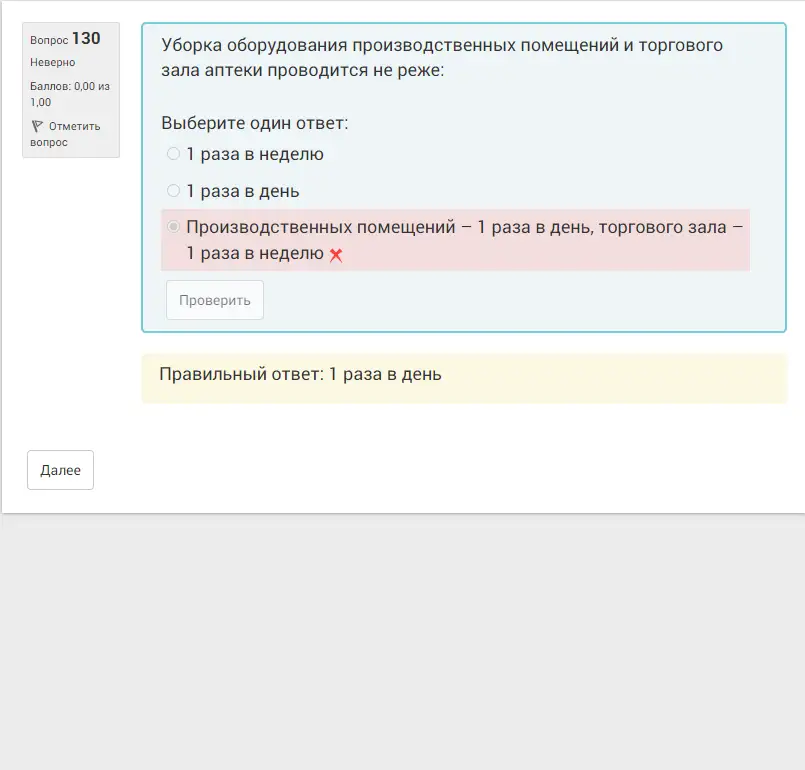 Вопрос 130
Неверно
Баллов: 0,00 из
1,00
Отметить
вопрос
Уборка оборудования производственных помещений и торгового
зала аптеки проводится не реже:
Выберите один ответ:
1 раза в неделю
1 раза в день
Производственных помещений – 1 раза в день, торгового зала –
1 раза в неделю
Проверить
Правильный ответ: 1 раза в день
Далее